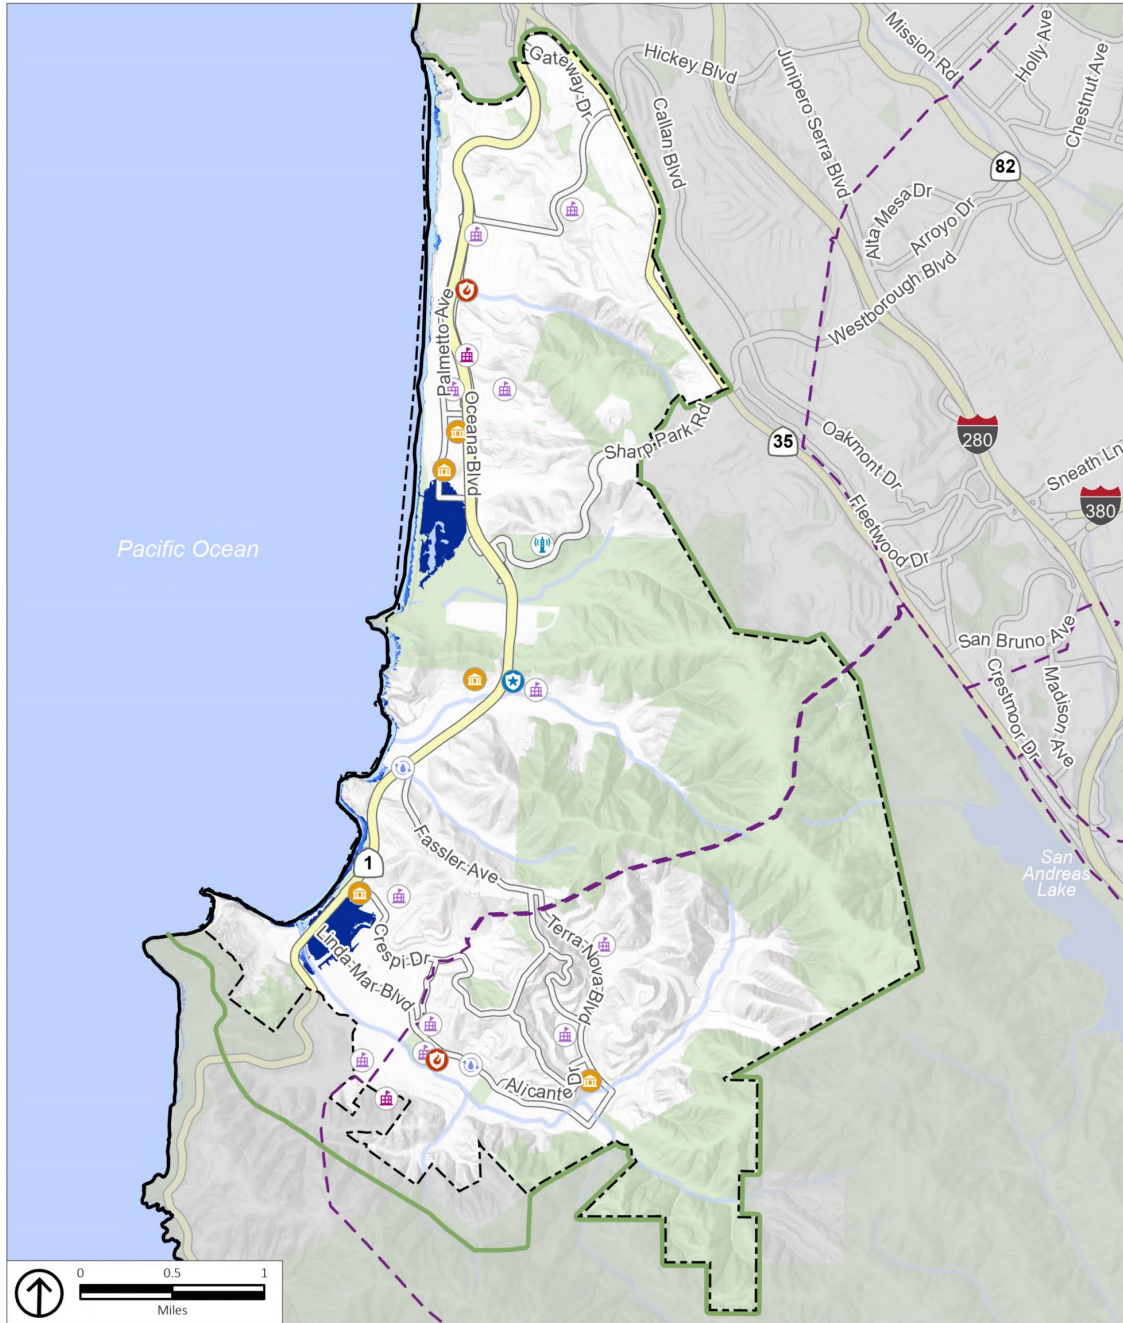 Gateway Dr
Hickey Blvd
Mission Rd
Holly Ave
Junipero Serra Blvd
Callan Blvd
Chestnut Ave
82
Alta Mesa Dr
Arroyo Dr
Westborough Blvd
Palmetto Ave
Oceana Blvd
Sharp Park Rd
35
Oakmont Dr
280
Sneath Ln
380
Fleetwood Dr
Pacific Ocean
San Bruno Ave
Crestmoor Dr
Madison Ave
1
Fassler Ave
San
Andreas
Lake
Linda Mar Blvd
Crespi Dr
Terra Nova Blvd
Alicante Dr
0 0.5 1
Miles